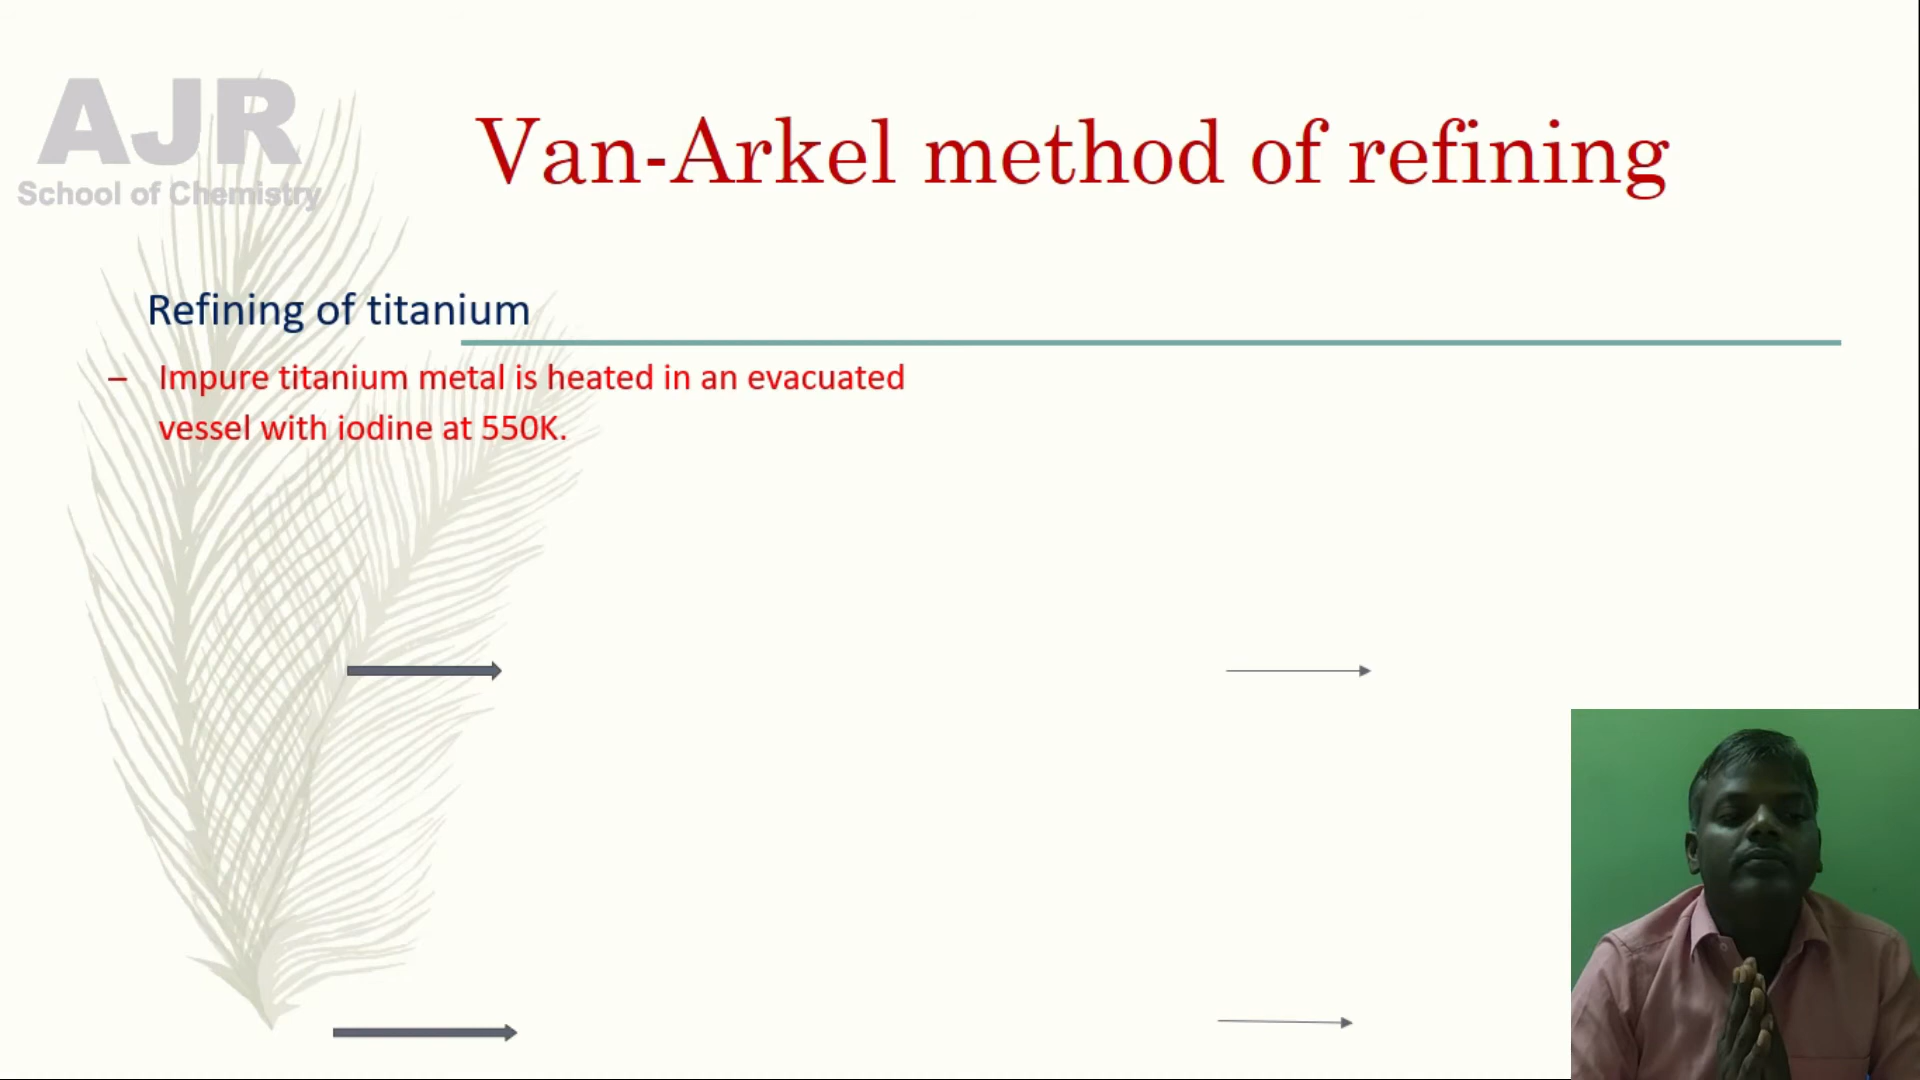 AJR
School of Chemistry
Van-Arkel method of refining
Refining of titanium
– Impure titanium metal is heated in an evacuated
vessel with iodine at 550K.